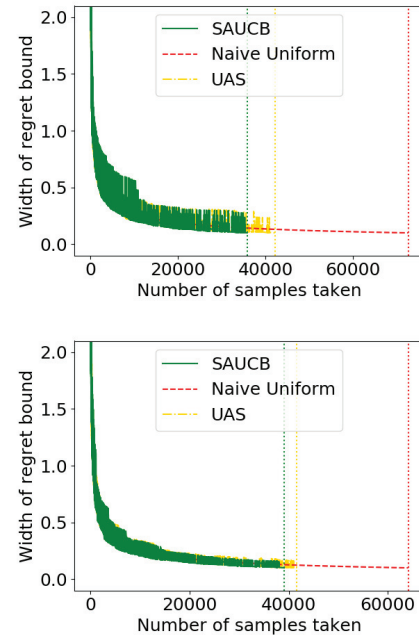 2.0
1.5
1.0
0.5
0.0
Width of regret bound
SAUCB
Naive Uniform
UAS
0 20000 40000 60000
Number of samples taken
2.0
1.5
1.0
0.5
0.0
Width of regret bound
SAUCB
Naive Uniform
UAS
0 20000 40000 60000
Number of samples taken